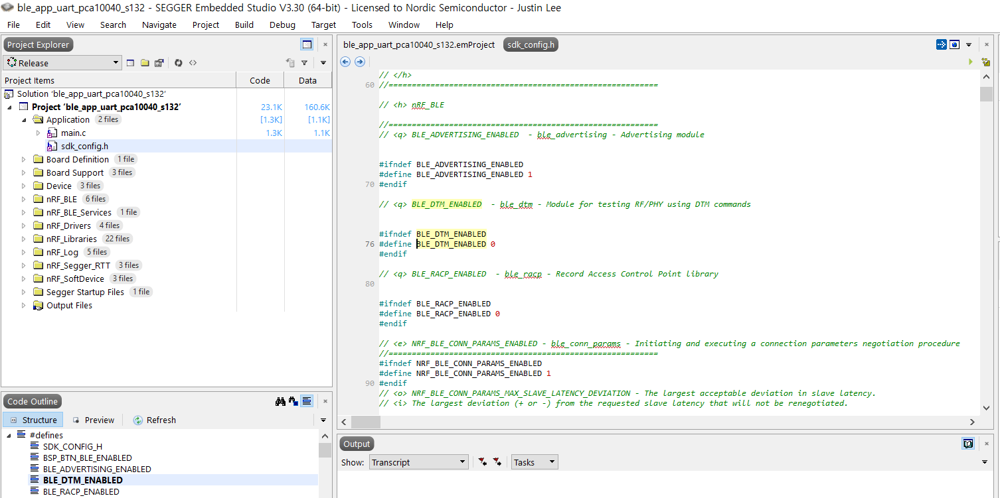 ble_app_uart_pca10040_s132 - SEGGER Embedded Studio V3.30 (64-bit) - Licensed to Nordic Semiconductor - Justin Lee
File Edit View Search Navigate Project Build Debug Target Tools Window Help
Project Explorer
Release
Project Items Code Data
Solution 'ble_app_uart_pca10040_s132'
Project 'ble_app_uart_pca10040_s132' 23.1K 160.6K
Application 2 files [1.3K] [1.1K]
main.c 1.3K 1.1K
sdk_config.h
Board Definition 1 file
Board Support 3 files
Device 3 files
nRF_BLE 6 files
nRF_BLE_Services 1 file
nRF_Drivers 4 files
nRF_Libraries 22 files
nRF_Log 5 files
nRF_Segger_RTT 3 files
nRF_SoftDevice 3 files
Segger Startup Files 1 file
Output Files
Code Outline
Structure Preview Refresh
#defines
SDK_CONFIG_H
BSP_BTN_BLE_ENABLED
BLE_ADVERTISING_ENABLED
BLE_DTM_ENABLED
BLE_RACP_ENABLED
ble_app_uart_pca10040_s132.emProject sdk_config.h
// </h>
60 //==========================================================
// <h> nRF_BLE
//==========================================================
// <q> BLE_ADVERTISING_ENABLED - ble_advertising - Advertising module
#ifndef BLE_ADVERTISING_ENABLED
#define BLE_ADVERTISING_ENABLED 1
70 #endif
// <q> BLE_DTM_ENABLED - ble_dtm - Module for testing RF/PHY using DTM commands
#ifndef BLE_DTM_ENABLED
76 #define BLE_DTM_ENABLED 0
#endif
// <q> BLE_RACP_ENABLED - ble_racp - Record Access Control Point library
80
#ifndef BLE_RACP_ENABLED
#define BLE_RACP_ENABLED 0
#endif
// <e> NRF_BLE_CONN_PARAMS_ENABLED - ble_conn_params - Initiating and executing a connection parameters negotiation procedure
//==========================================================
#ifndef NRF_BLE_CONN_PARAMS_ENABLED
#define NRF_BLE_CONN_PARAMS_ENABLED 1
90 #endif
// <o> NRF_BLE_CONN_PARAMS_MAX_SLAVE_LATENCY_DEVIATION - The largest acceptable deviation in slave latency.
// <i> The largest deviation (+ or -) from the requested slave latency that will not be renegotiated.
Output
Show: Transcript Tasks